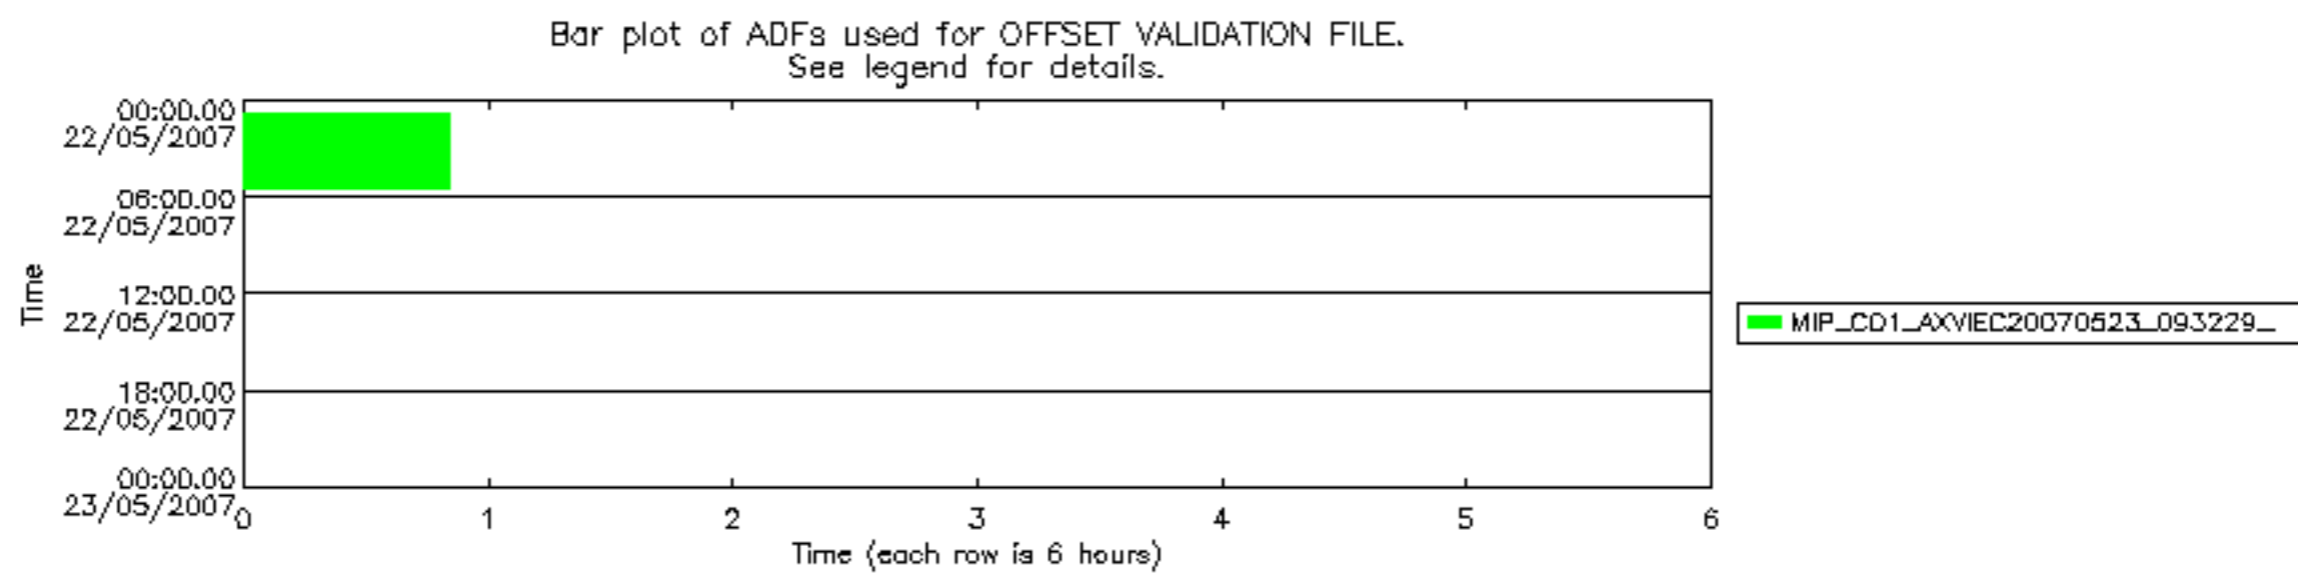 Bar plot of ADFs used for OFFSET VALIDATION FILE.
See legend for details.
00:00.00
22/05/2007
06:00.00
22/05/2007
12:00.00
22/05/2007
18:00.00
22/05/2007
00:00.00
23/05/2007
Time
0 1 2 3 4 5 6
Time (each row is 6 hours)
MIP_CO1_AXVIEC20070523_093229_